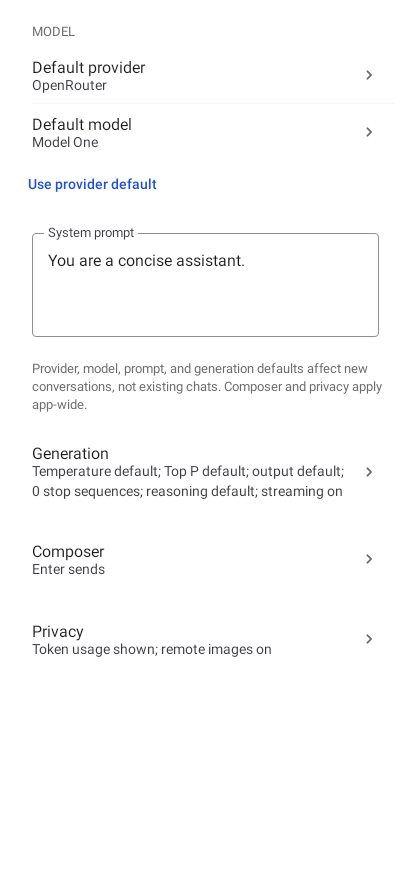 MODEL
Default provider
OpenRouter
Default model
Model One
Use provider default
System prompt
You are a concise assistant.
Provider, model, prompt, and generation defaults affect new
conversations, not existing chats. Composer and privacy apply
app-wide.
Generation
Temperature default; Top P default; output default;
0 stop sequences; reasoning default; streaming on
Composer
Enter sends
Privacy
Token usage shown; remote images on